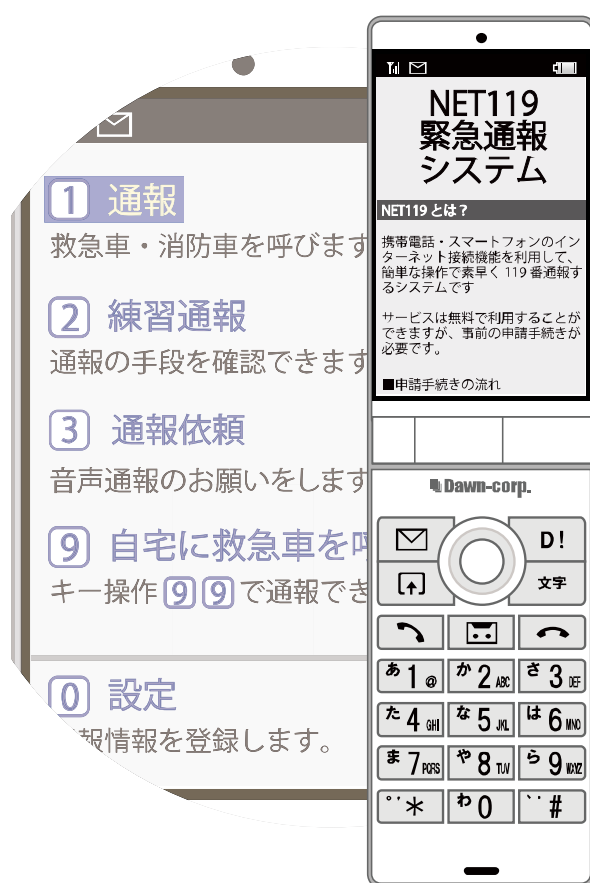 1 通報
救急車・消防車を呼びます
2 練習通報
通報の手段を確認できます
3 通報依頼
音声通報のお願いをします
9 自宅に救急車を
キー操作99で通報でき
0 設定
報情報を登録します。
NET119
緊急通報
システム
NET119 とは？
携帯電話・スマートフォンのイン
ターネット接続機能を利用して、
簡単な操作で素早く 119 番通報す
るシステムです
サービスは無料で利用することが
できますが、事前の申請手続きが
必要です。
■申請手続きの流れ
Dawn-corp.
D!
文字
あ 1 @
か 2 ABC
さ 3 DEF
た 4 GHI
な 5 JKL
は 6 MNO
ま 7 PQRS
や 8 TUV
ら 9 WXYZ
゜’ ＊
わ 0
｀’ #